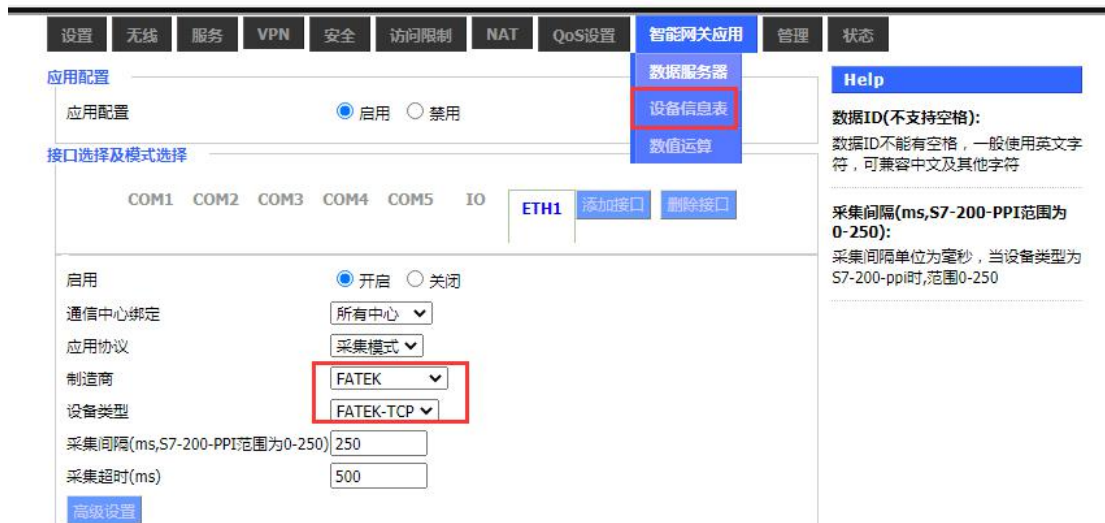 设置 无线 服务 VPN 安全 访问限制 NAT QoS设置 智能网关应用 管理 状态
数据服务器
设备信息表
数值运算
应用配置
应用配置 启用 禁用
接口选择及模式选择
COM1 COM2 COM3 COM4 COM5 IO ETH1 添加接口 删除接口
启用 开启 关闭
通信中心绑定 所有中心
应用协议 采集模式
制造商 FATEK
设备类型 FATEK-TCP
采集间隔(ms,S7-200-PPI范围为0-250) 250
采集超时(ms) 500
高级设置
Help
数据ID(不支持空格):
数据ID不能有空格，一般使用英文字
符，可兼容中文及其他字符
采集间隔(ms,S7-200-PPI范围为
0-250):
采集间隔单位为毫秒，当设备类型为
S7-200-ppi时,范围0-250